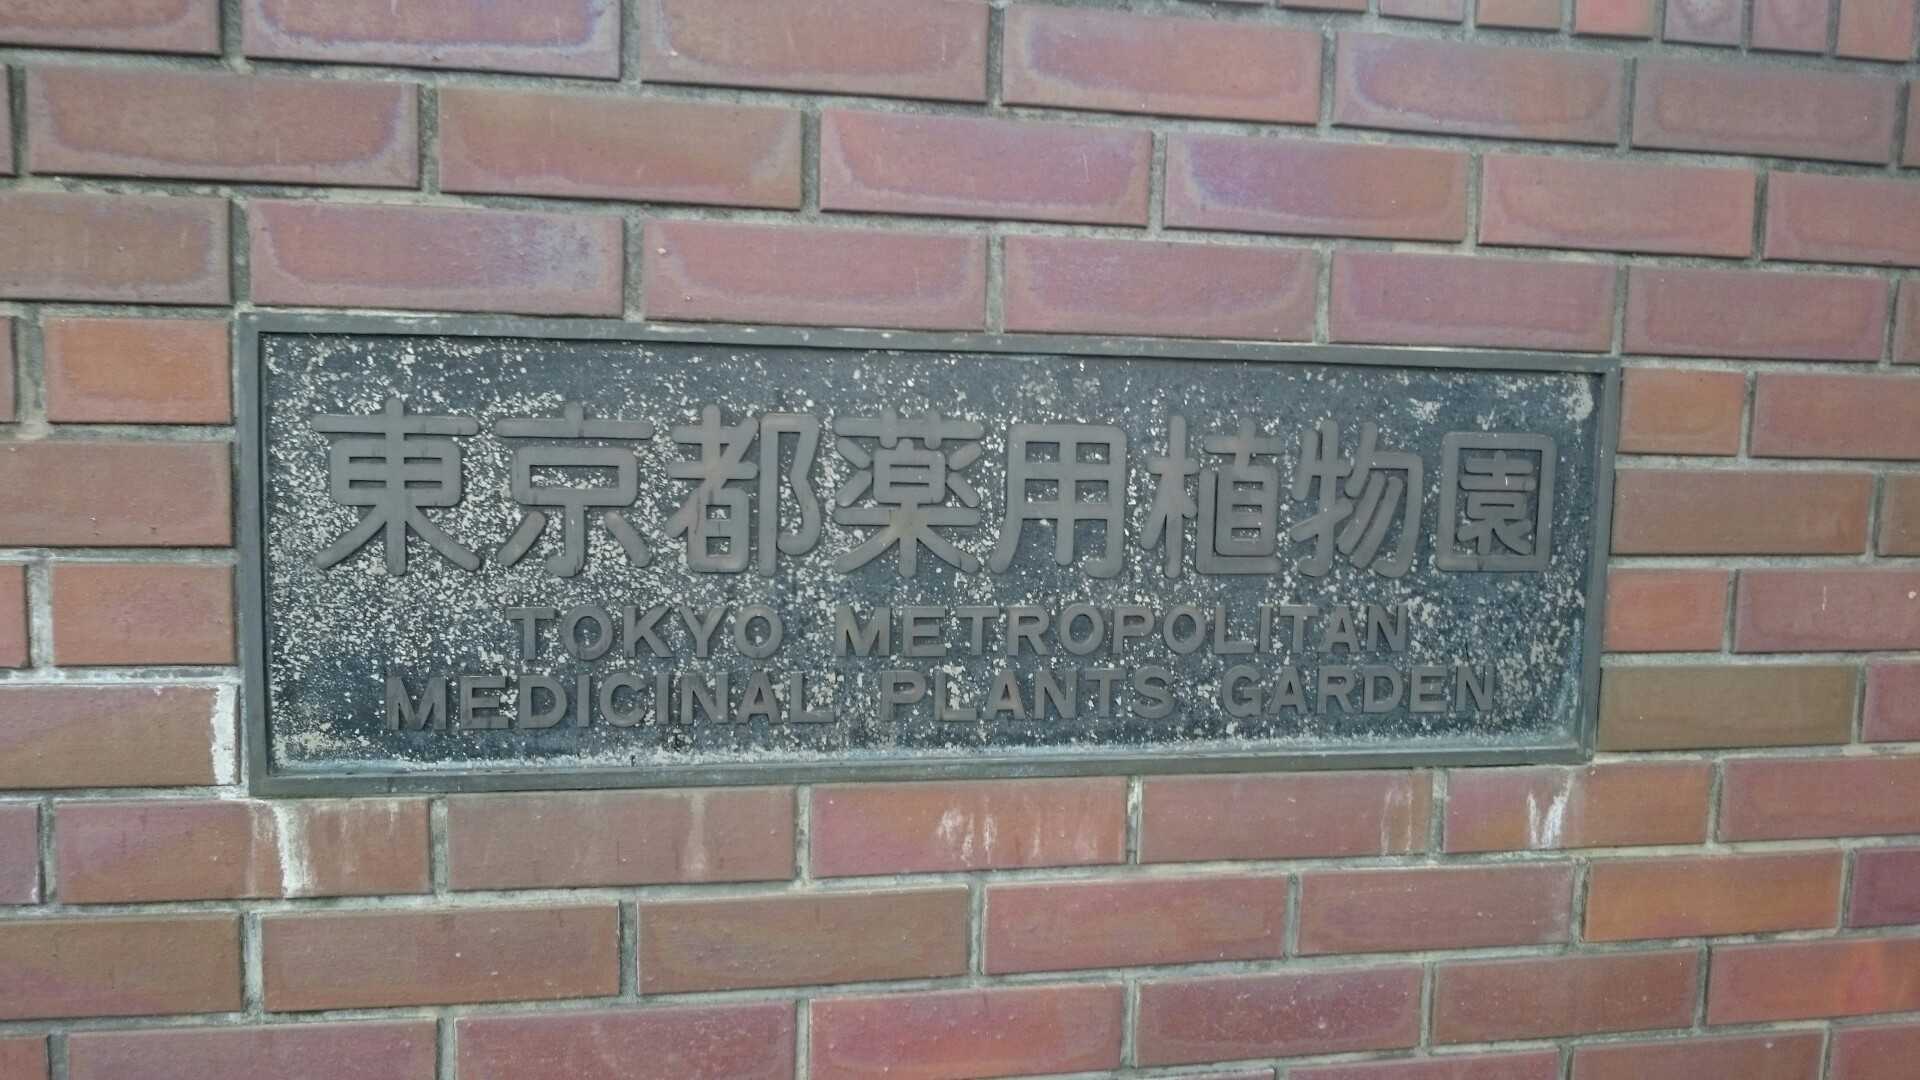 東京都薬用植物園
TOKYO METROPOLITAN
MEDICINAL PLANTS GARDEN